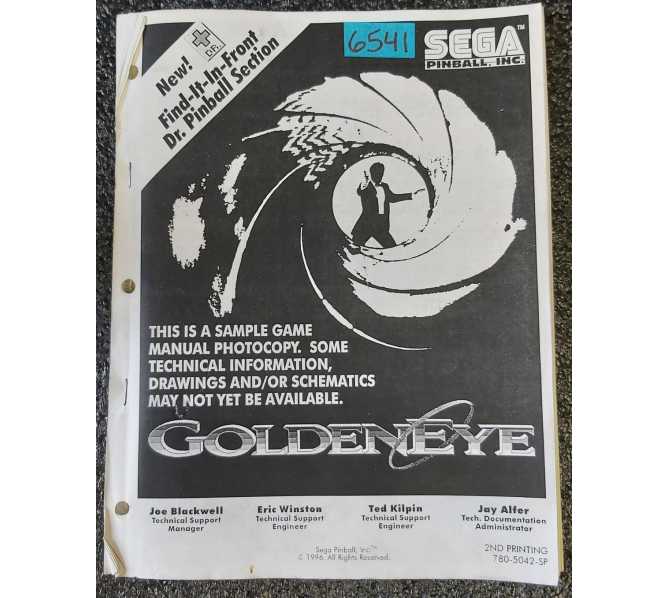 New!
DR.
Find-It-In-Front
Dr. Pinball Section
6541
SEGA™
PINBALL, INC.
THIS IS A SAMPLE GAME
MANUAL PHOTOCOPY. SOME
TECHNICAL INFORMATION,
DRAWINGS AND/OR SCHEMATICS
MAY NOT YET BE AVAILABLE.
GOLDENEYE
Joe Blackwell
Technical Support
Manager
Eric Winston
Technical Support
Engineer
Ted Kilpin
Technical Support
Engineer
Jay Alfer
Tech. Documentation
Administrator
Sega Pinball, Inc.™
© 1996. All Rights Reserved.
2ND PRINTING
780-5042-SP